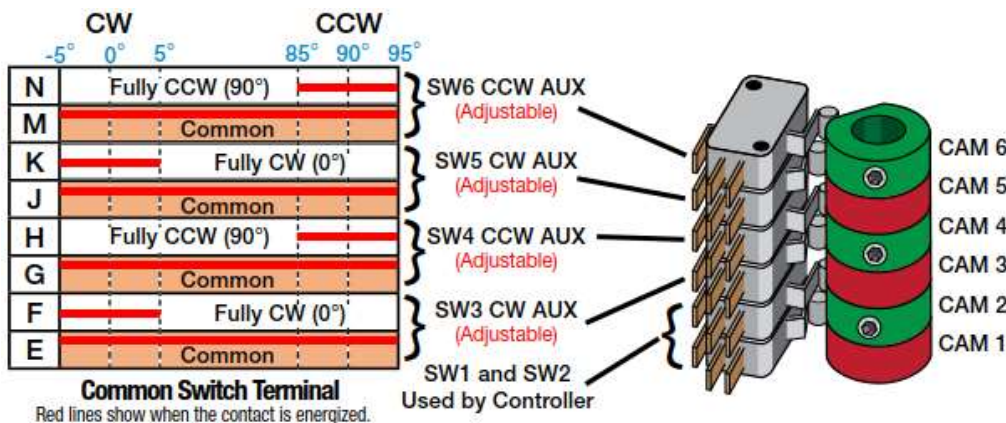 CW CCW
-5° 0° 5° 85° 90° 95°
N Fully CCW (90°)
M Common
K Fully CW (0°)
J Common
H Fully CCW (90°)
G Common
F Fully CW (0°)
E Common
Common Switch Terminal
Red lines show when the contact is energized.
SW6 CCW AUX
(Adjustable)
SW5 CW AUX
(Adjustable)
SW4 CCW AUX
(Adjustable)
SW3 CW AUX
(Adjustable)
SW1 and SW2
Used by Controller
CAM 6
CAM 5
CAM 4
CAM 3
CAM 2
CAM 1